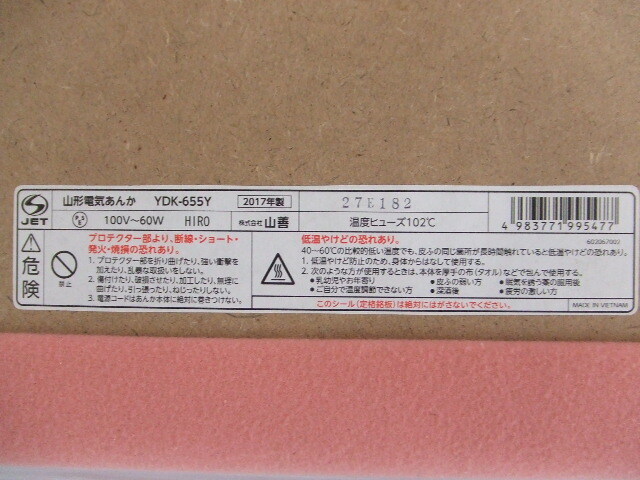 JET
山形電気あんか YDK-655Y 2017年製 27E182
100V～60W HIRO 株式会社 山善 温度ヒューズ102℃
4 983771 995477
602067002
危険
禁止
プロテクター部より、断線・ショート・
発火・焼損の恐れあり。
1. プロテクター部を折り曲げたり、強い衝撃を
加えたり、乱暴な取扱いをしない。
2. 傷付けたり、破損させたり、加工したり、無理に
曲げたり、引っ張ったり、ねじったりしない。
3. 電源コードはあんか本体に絶対に巻きつけない。
低温やけどの恐れあり。
40～60℃の比較的低い温度でも、皮ふの同じ箇所が長時間触れていると低温やけどの恐れあり。
1. 低温やけど防止のため、身体からはなして使用する。
2. 次のような方が使用するときは、本体を厚手の布(タオル)などで包んで使用する。
●乳幼児やお年寄り ●皮ふの弱い方 ●眠気を誘う薬の服用後
●ご自分で温度調節できない方 ●深酒後 ●疲労の激しい方
このシール(定格銘板)は絶対にはがさないでください。
MADE IN VIETNAM